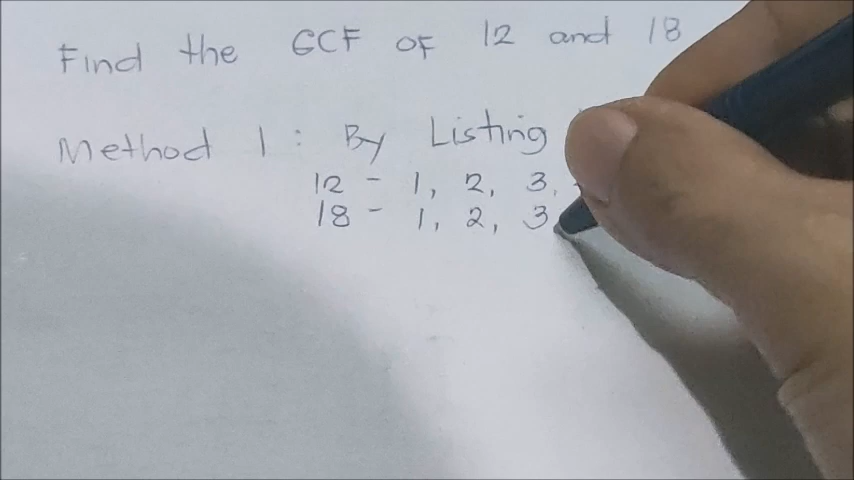 Find the GCF OF 12 and 18
Method 1 : By Listing
12 - 1, 2, 3,
18 - 1, 2, 3